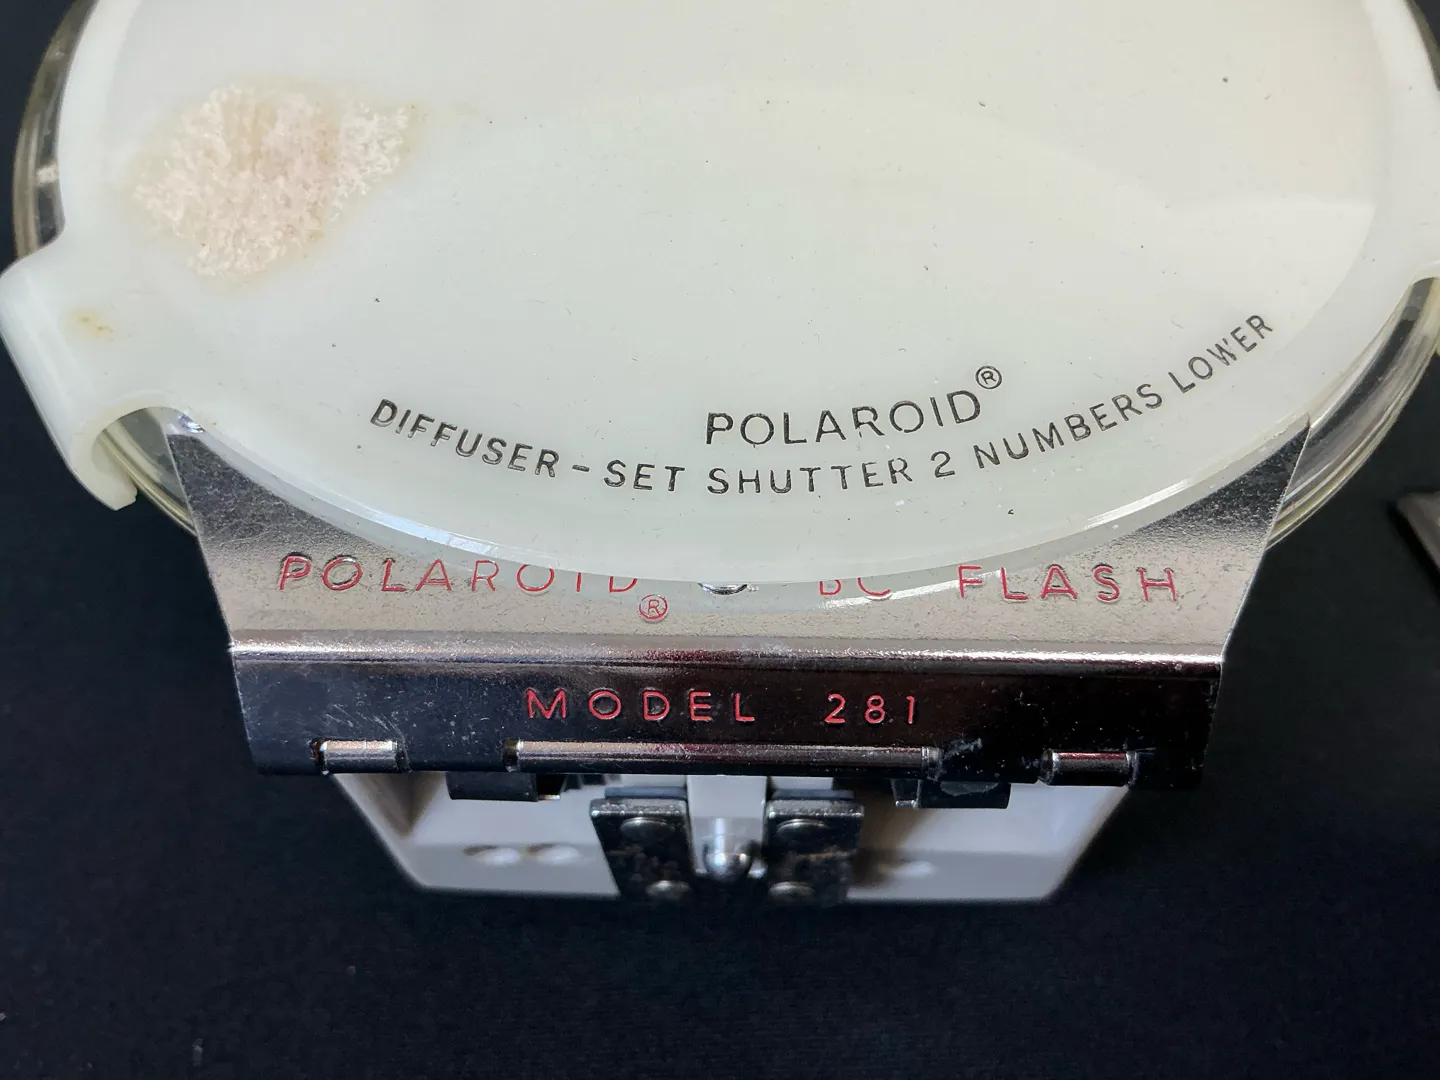 POLAROID®
DIFFUSER - SET SHUTTER 2 NUMBERS LOWER
POLAROID® BC FLASH
MODEL 281